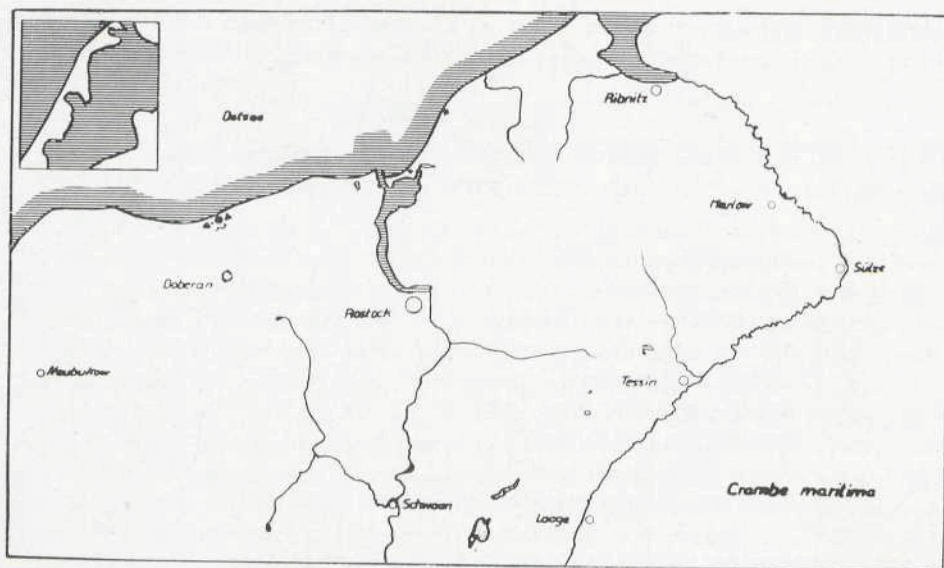 Ostsee
Ribnitz
Marlow
Sülze
Doberan
Rostock
Neubukow
Tessin
Crambe maritima
Schwaan
Laage